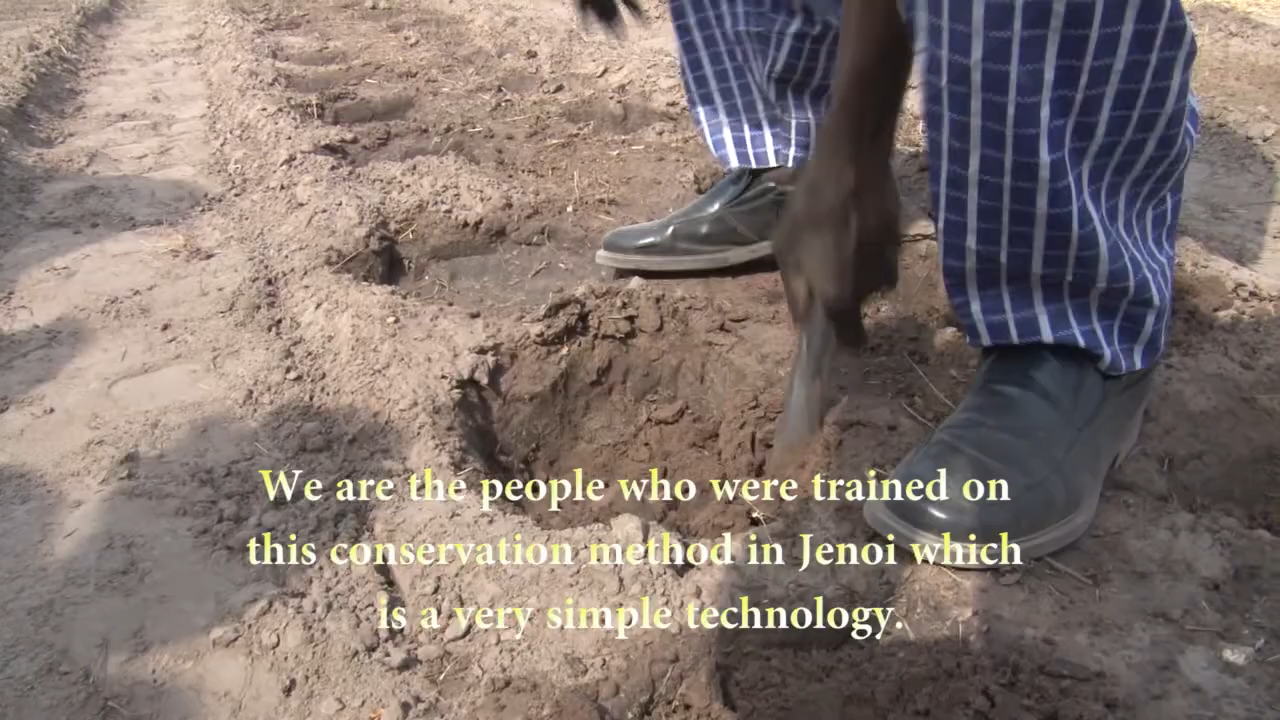 We are the people who were trained on
this conservation method in Jenoi which
is a very simple technology.